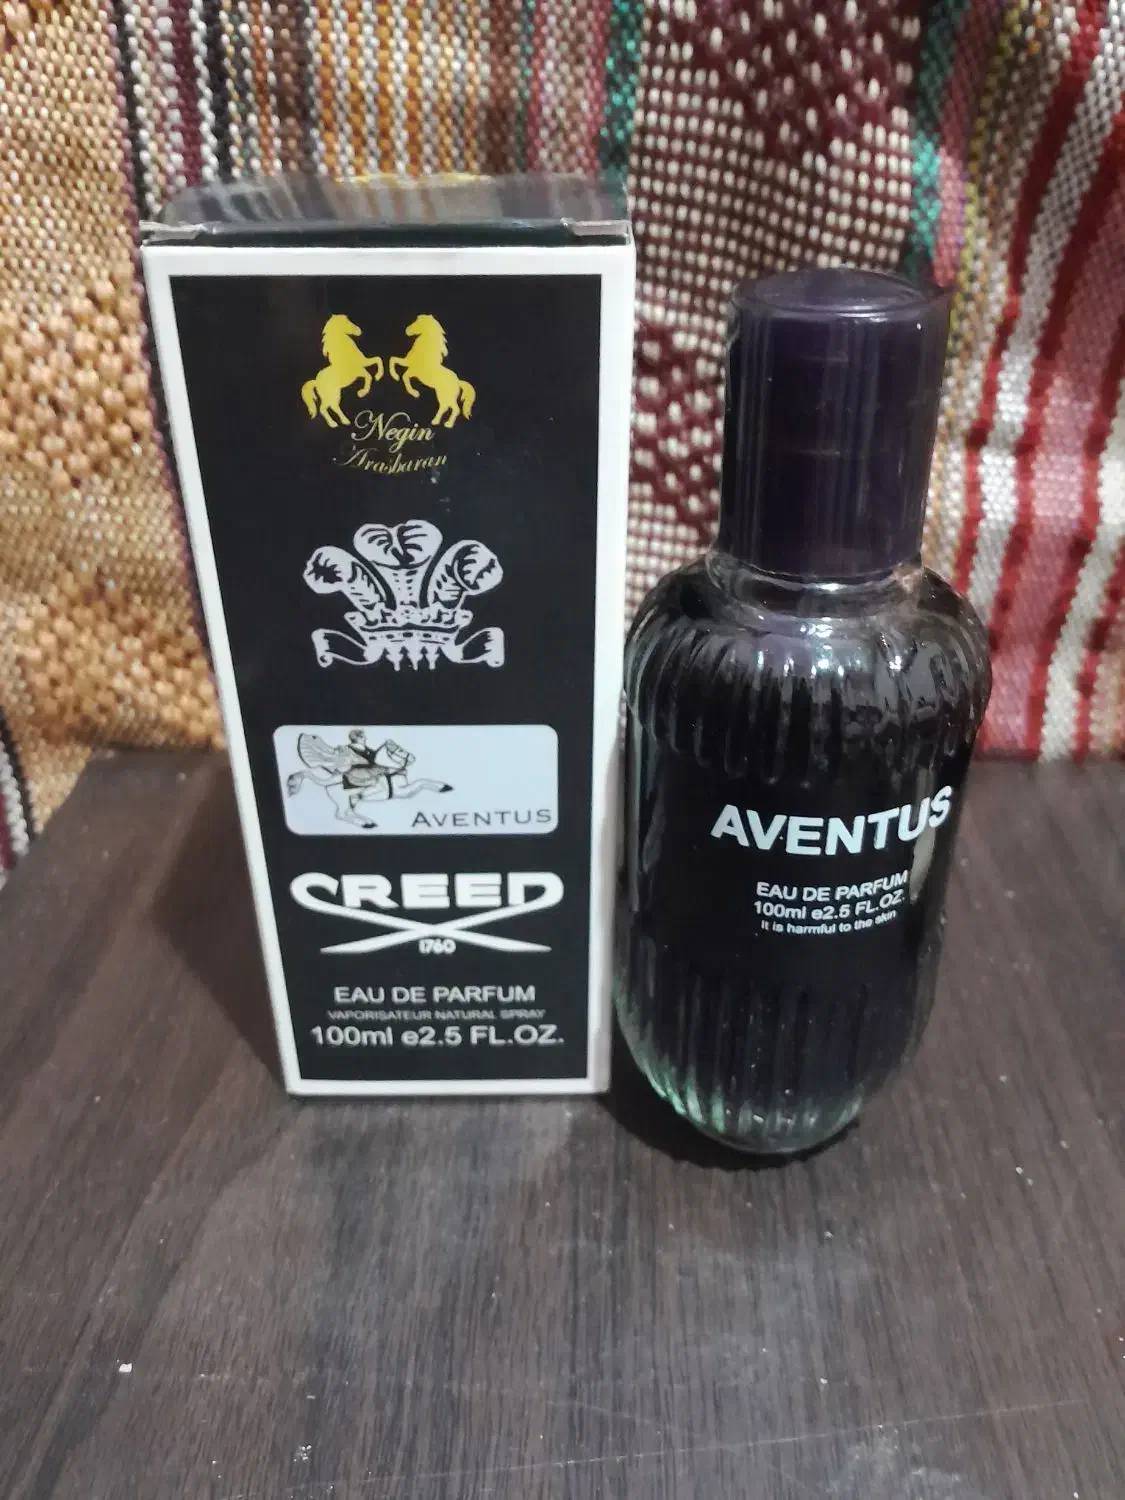 Negin
Arasbaran
AVENTUS
CREED
1760
EAU DE PARFUM
VAPORISATEUR NATURAL SPRAY
100ml e2.5 FL.OZ.
AVENTUS
EAU DE PARFUM
100ml e2.5 FL.OZ.
it is harmful to the skin